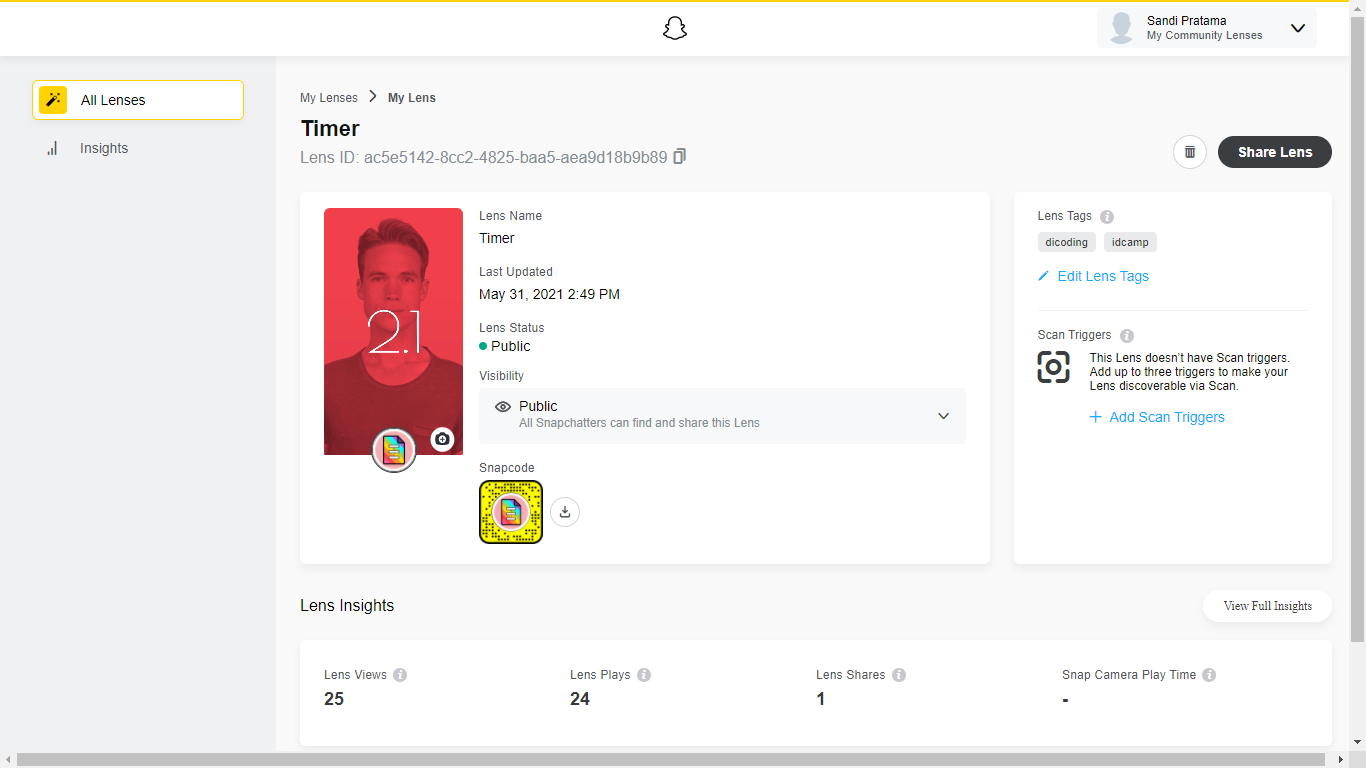 Sandi Pratama
My Community Lenses
All Lenses
Insights
My Lenses
My Lens
Timer
Lens ID: ac5e5142-8cc2-4825-baa5-aea9d18b9b89
Share Lens
2.1
Lens Name
Timer
Last Updated
May 31, 2021 2:49 PM
Lens Status
Public
Visibility
Public
All Snapchatters can find and share this Lens
Snapcode
Lens Tags
dicoding idcamp
Edit Lens Tags
Scan Triggers
This Lens doesn't have Scan triggers.
Add up to three triggers to make your
Lens discoverable via Scan.
Add Scan Triggers
Lens Insights
View Full Insights
Lens Views
25
Lens Plays
24
Lens Shares
1
Snap Camera Play Time
-